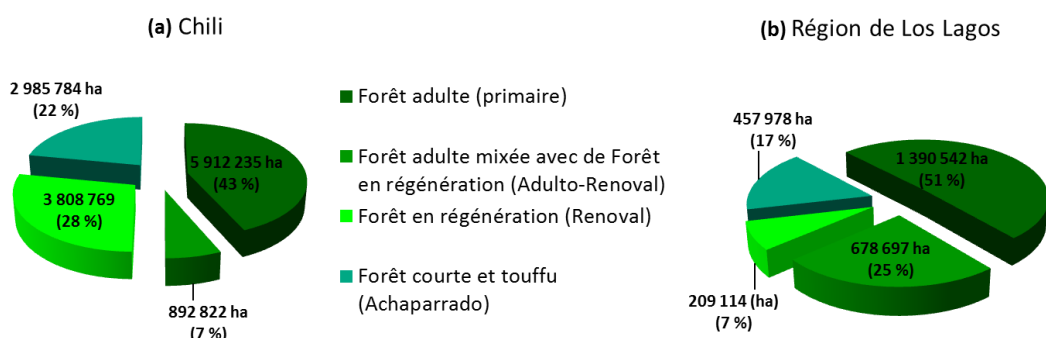 (a) Chili
2 985 784 ha
(22 %)
5 912 235 ha
(43 %)
3 808 769
(28 %)
892 822 ha
(7 %)
Forêt adulte (primaire)
Forêt adulte mixée avec de Forêt
en régénération (Adulto-Renoval)
Forêt en régénération (Renoval)
Forêt courte et touffu
(Achaparrado)
(b) Région de Los Lagos
457 978 ha
(17 %)
1 390 542 ha
(51 %)
678 697 ha
(25 %)
209 114 (ha)
(7 %)